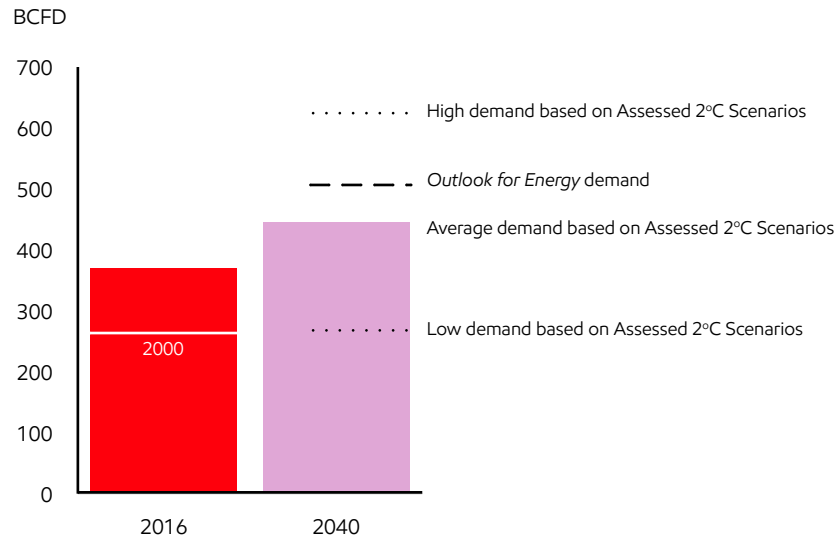 BCFD
700
600
500
400
300
200
100
0
High demand based on Assessed 2°C Scenarios
Outlook for Energy demand
Average demand based on Assessed 2°C Scenarios
Low demand based on Assessed 2°C Scenarios
2000
2016
2040